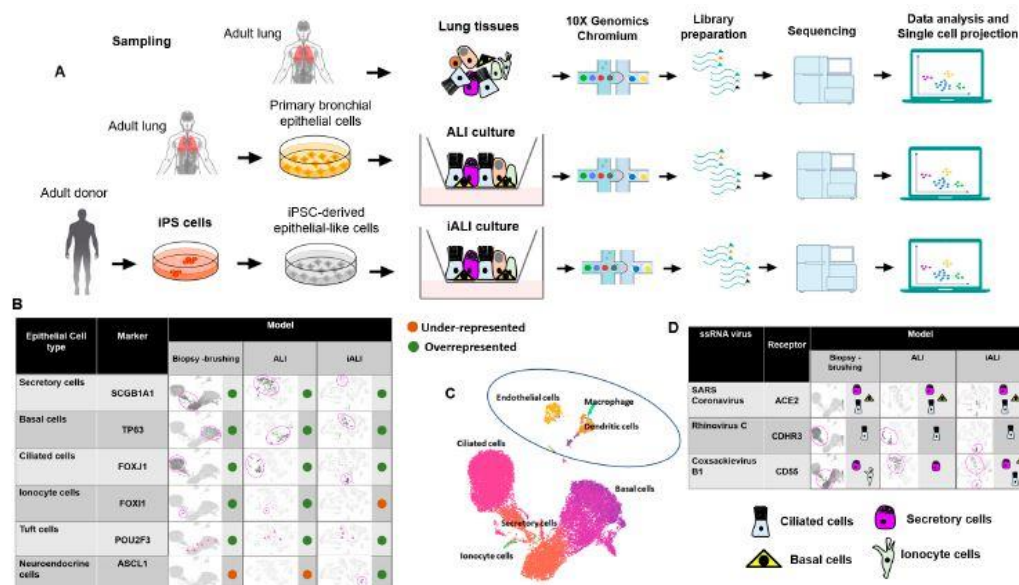 A
Sampling
Adult lung
Lung tissues
10X Genomics
Chromium
Library
preparation
Sequencing
Data analysis and
Single cell projection
Adult lung
Primary bronchial
epithelial cells
ALI culture
Adult donor
iPS cells
iPSC-derived
epithelial-like cells
iALI culture
B
Epithelial Cell
type
Marker
Model
Biopsy -brushing
ALI
iALI
Secretory cells
SCGB1A1
Basal cells
TP63
Ciliated cells
FOXJ1
Ionocyte cells
FOXI1
Tuft cells
POU2F3
Neuroendocrine
cells
ASCL1
Under-represented
Overrepresented
C
Endothelial cells
Macrophage
Dendritic cells
Ciliated cells
Basal cells
Secretory cells
Ionocyte cells
D
ssRNA virus
Receptor
Model
Biopsy -
brushing
ALI
iALI
SARS
Coronavirus
ACE2
Rhinovirus C
CDHR3
Coxsackievirus
B1
CD55
Ciliated cells
Secretory cells
Basal cells
Ionocyte cells